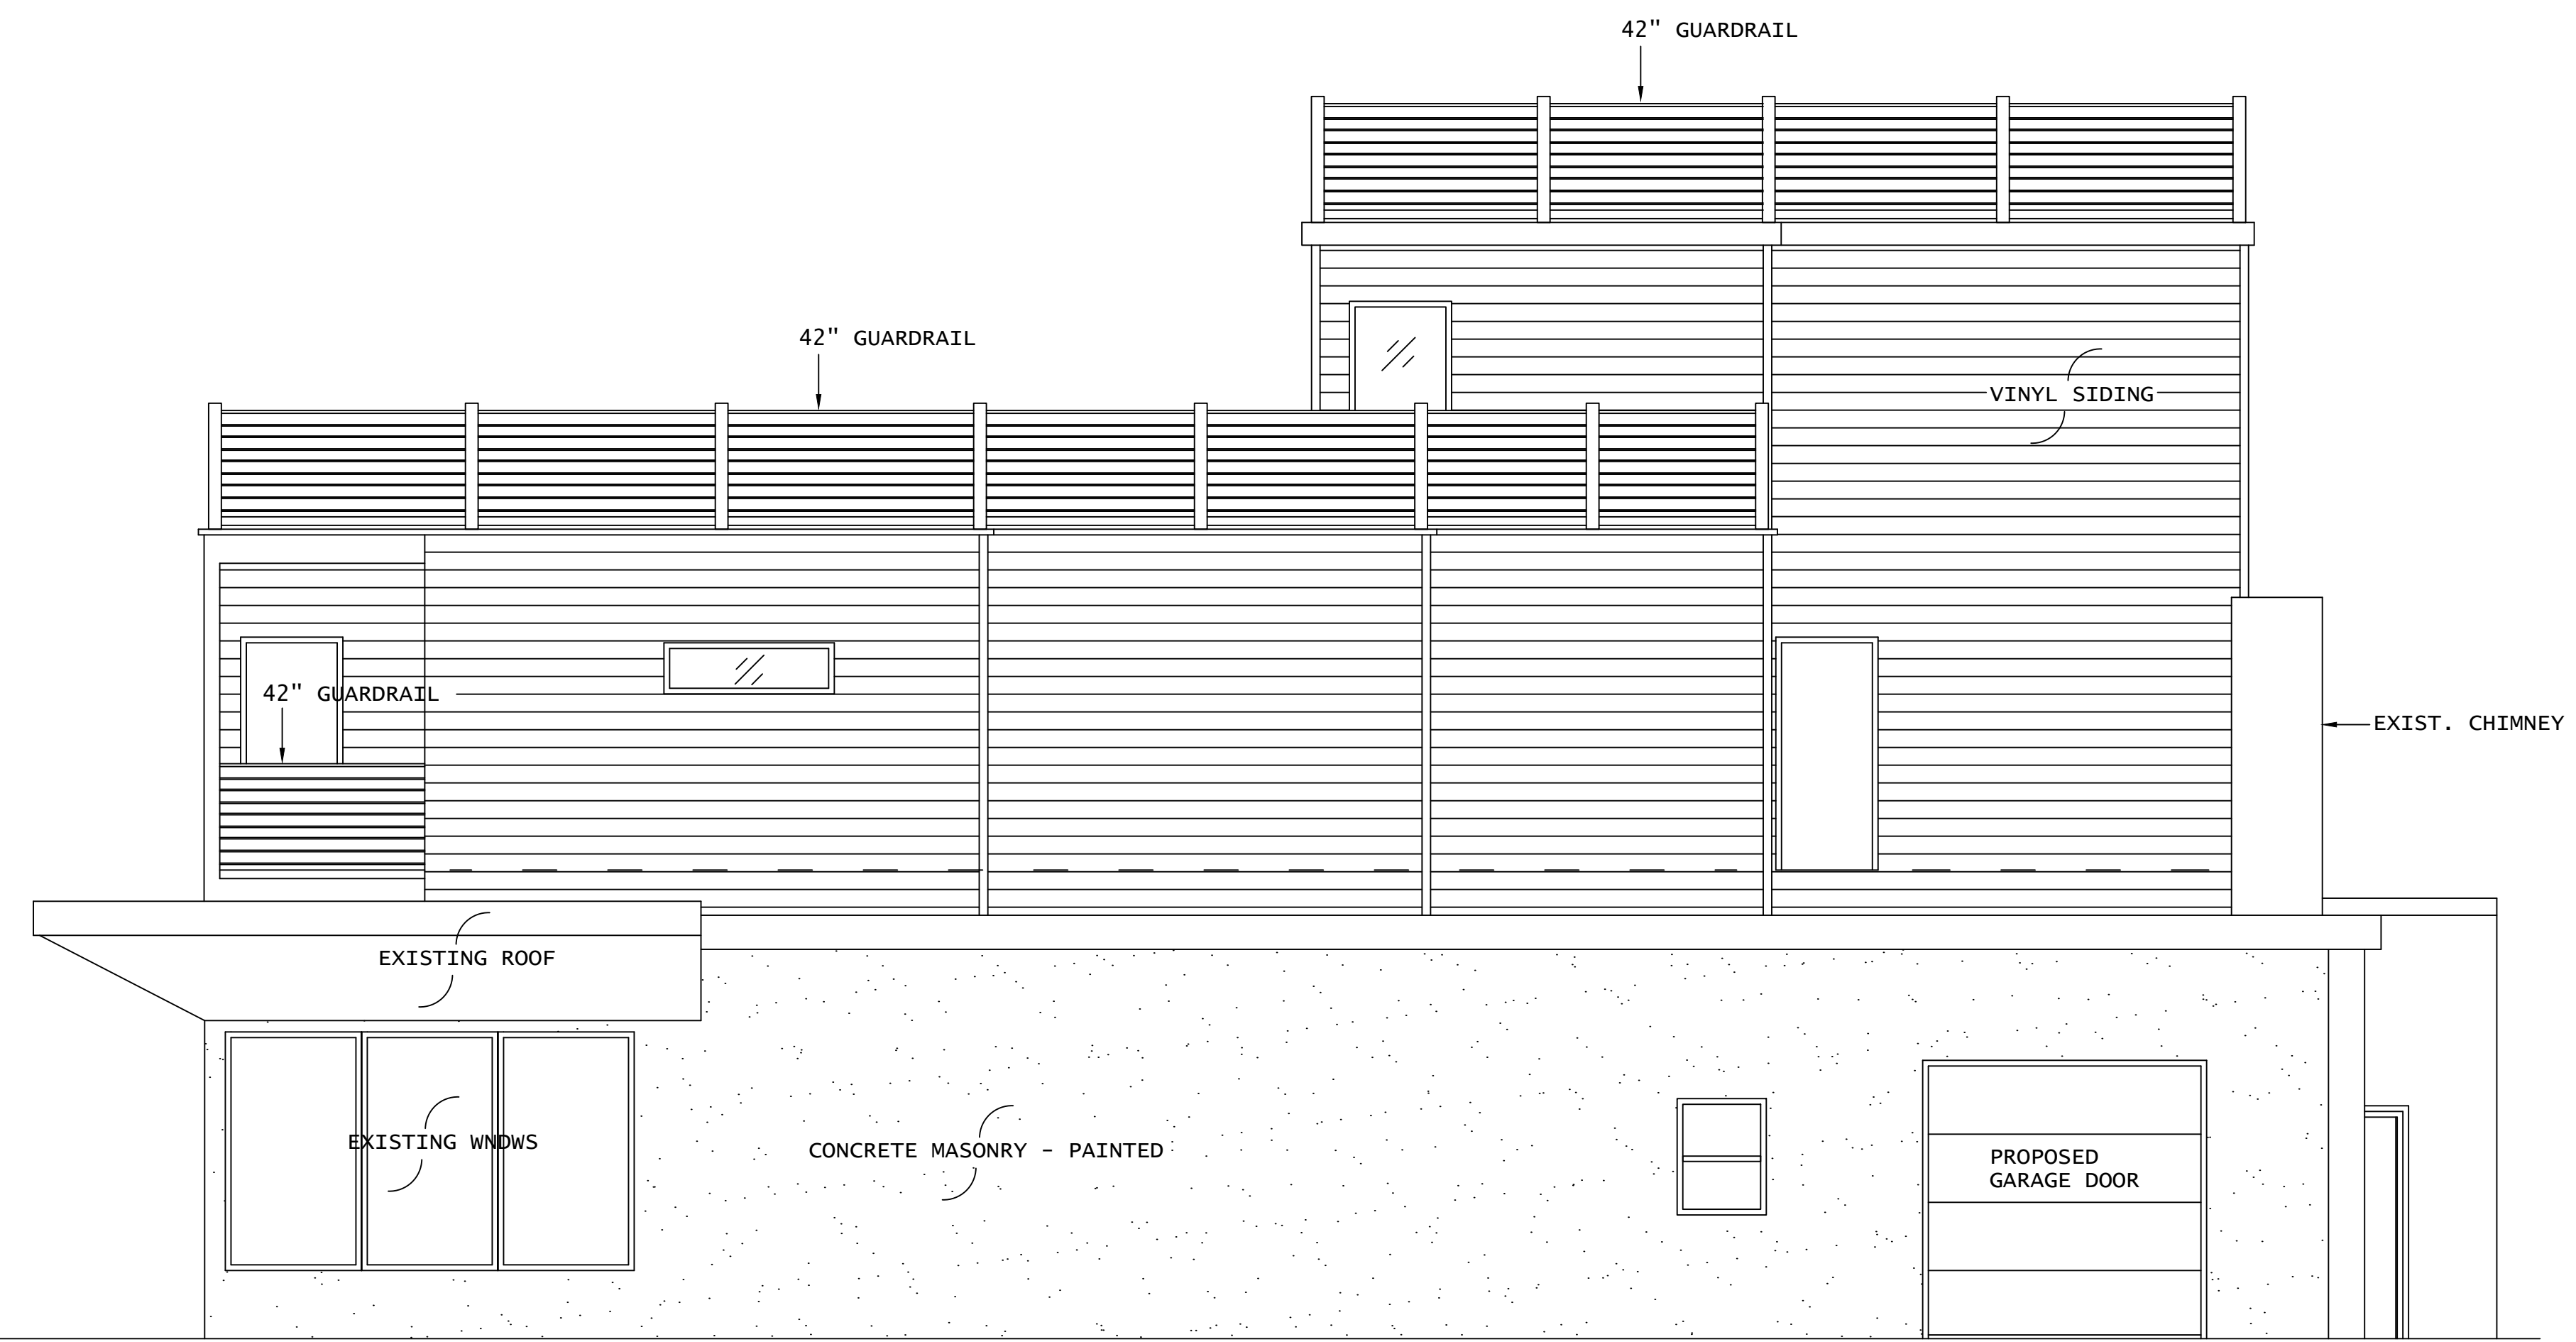 42" GUARDRAIL
42" GUARDRAIL
VINYL SIDING
42" GUARDRAIL
EXIST. CHIMNEY
EXISTING ROOF
EXISTING WNDWS
CONCRETE MASONRY - PAINTED
PROPOSED
GARAGE DOOR